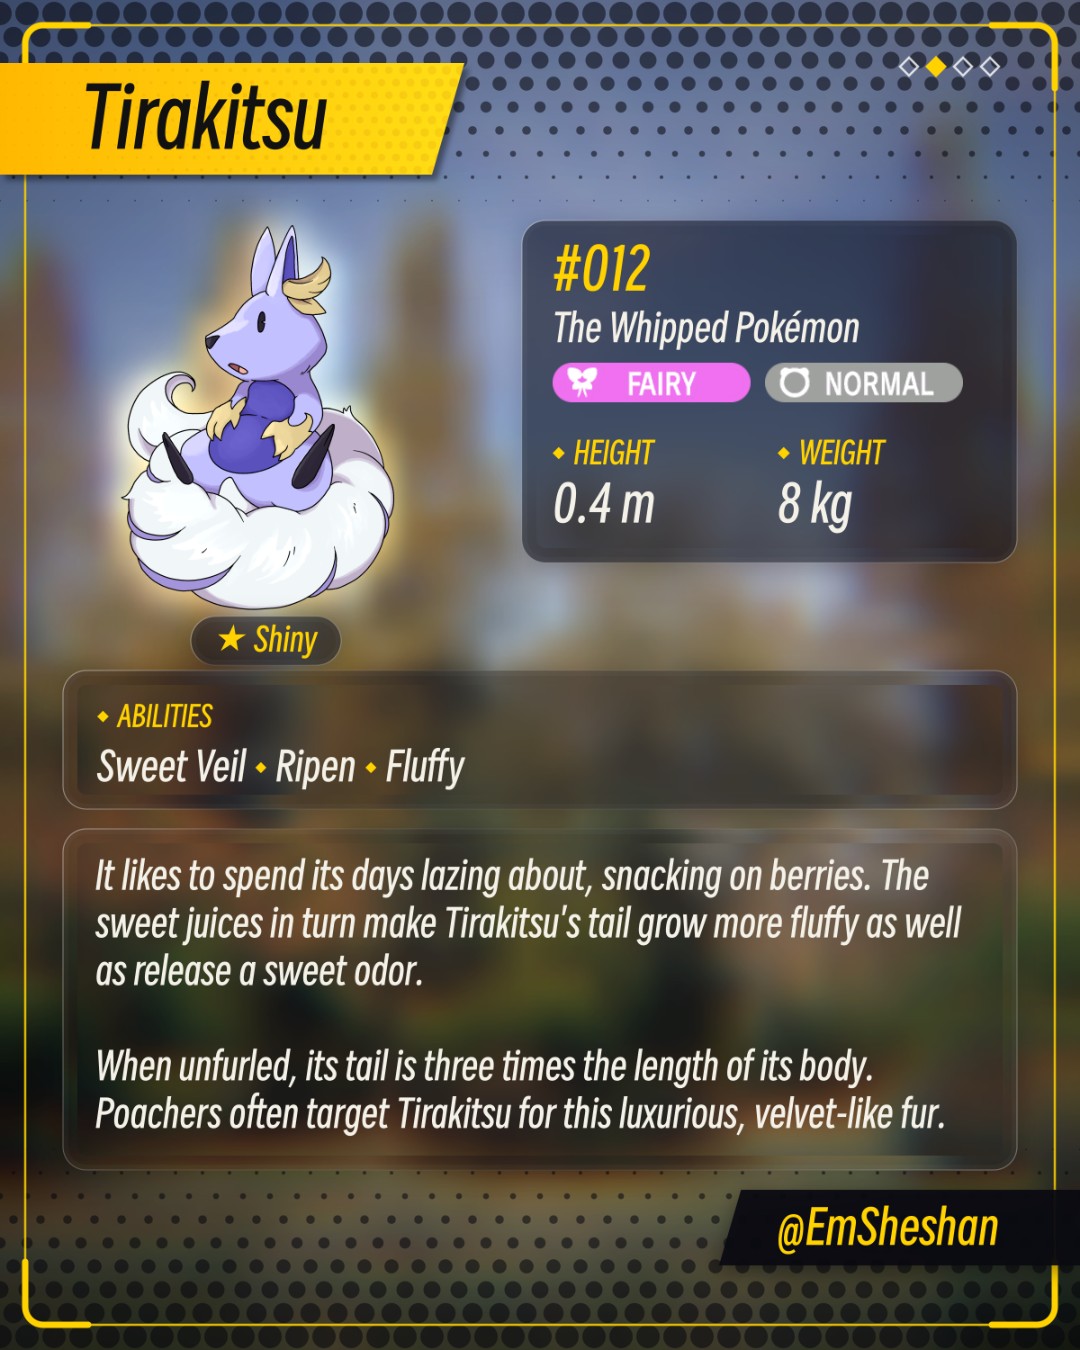 Tirakitsu
#012
The Whipped Pokémon
FAIRY NORMAL
HEIGHT WEIGHT
0.4 m 8 kg
★ Shiny
ABILITIES
Sweet Veil ◆ Ripen ◆ Fluffy
It likes to spend its days lazing about, snacking on berries. The
sweet juices in turn make Tirakitsu's tail grow more fluffy as well
as release a sweet odor.
When unfurled, its tail is three times the length of its body.
Poachers often target Tirakitsu for this luxurious, velvet-like fur.
@EmSheshan